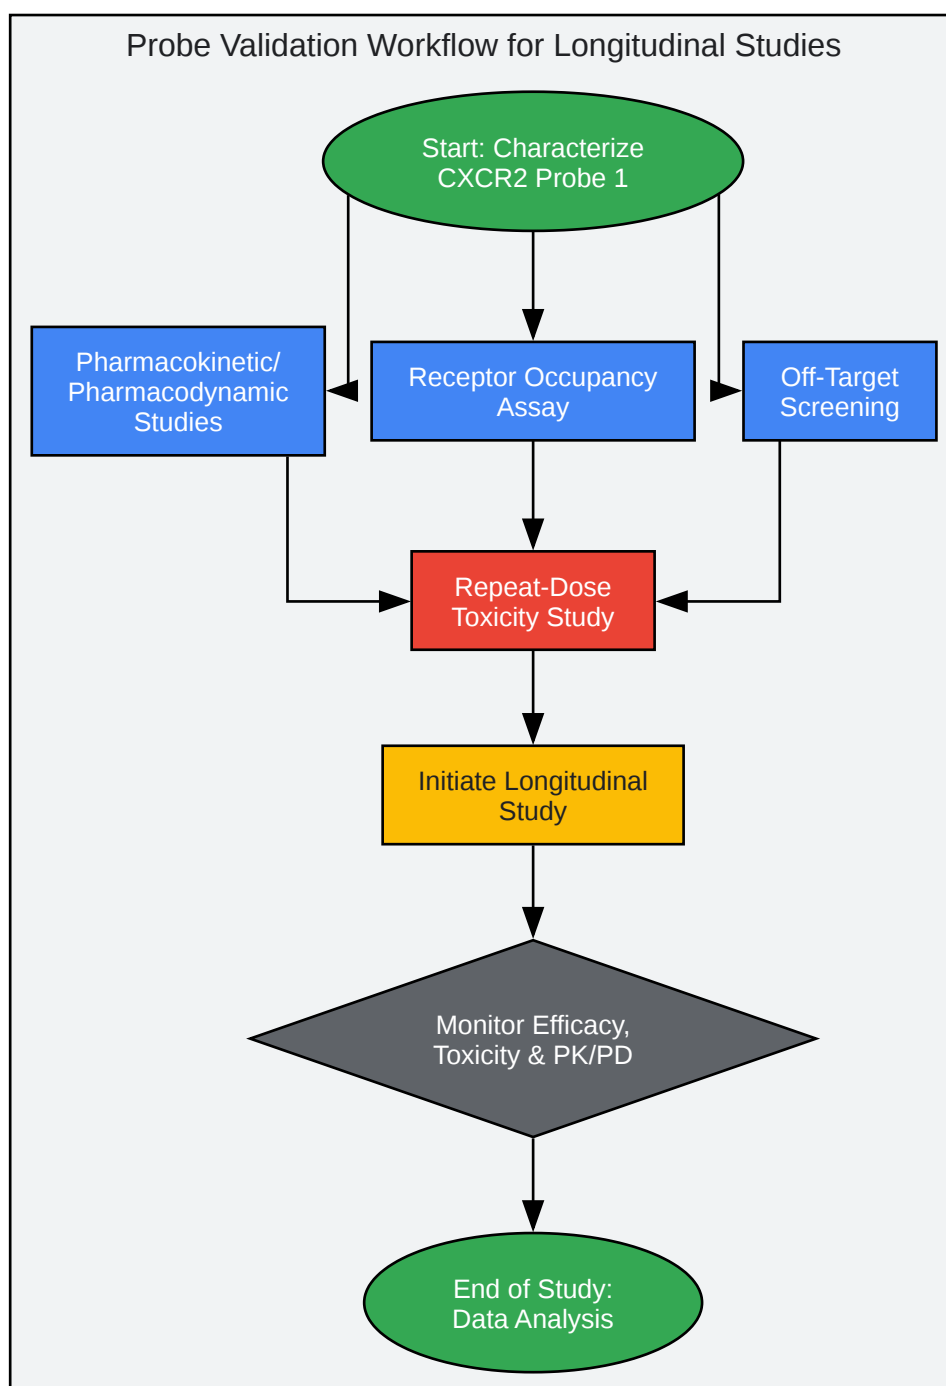 Probe Validation Workflow for Longitudinal Studies
Start: Characterize
CXCR2 Probe 1
Pharmacokinetic/
Pharmacodynamic
Studies
Receptor Occupancy
Assay
Off-Target
Screening
Repeat-Dose
Toxicity Study
Initiate Longitudinal
Study
Monitor Efficacy,
Toxicity & PK/PD
End of Study:
Data Analysis